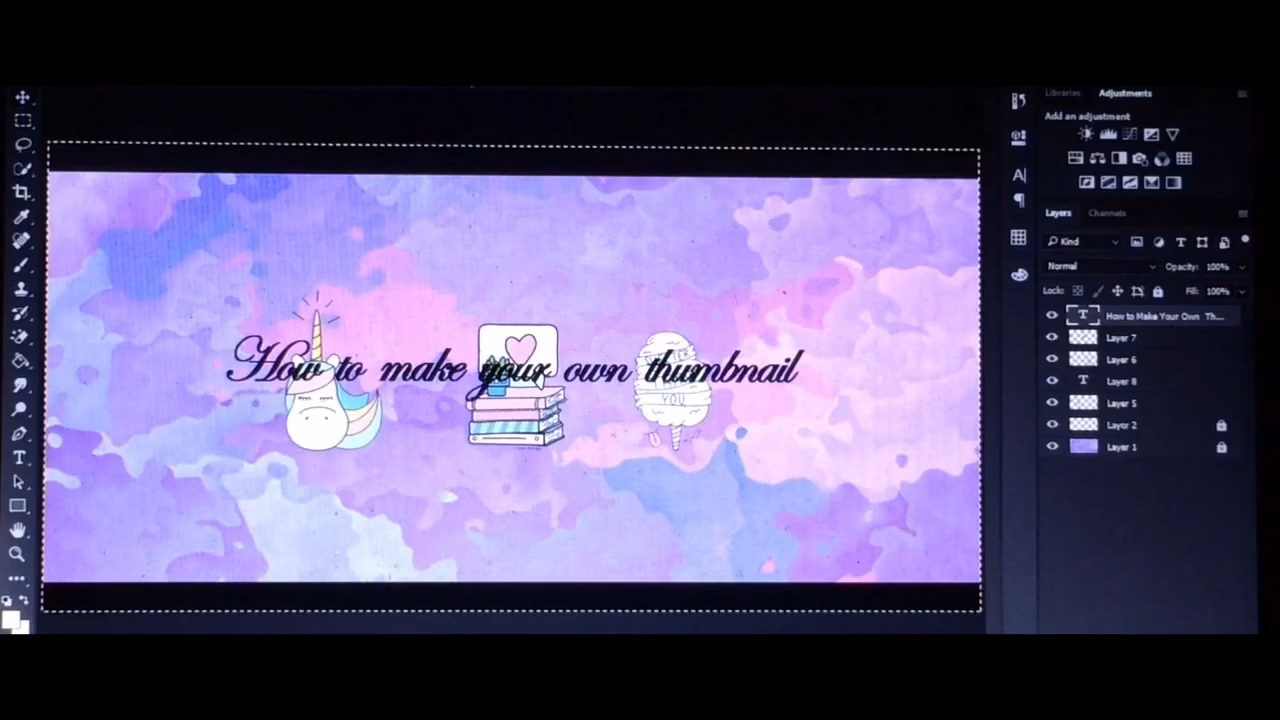 Libraries Adjustments
Add an adjustment
Layers Channels
Kind
Normal Opacity: 100%
Lock: Fill: 100%
How to Make Your Own Th...
Layer 7
Layer 6
Layer 8
Layer 5
Layer 2
Layer 1
How to make your own thumbnail
YOU